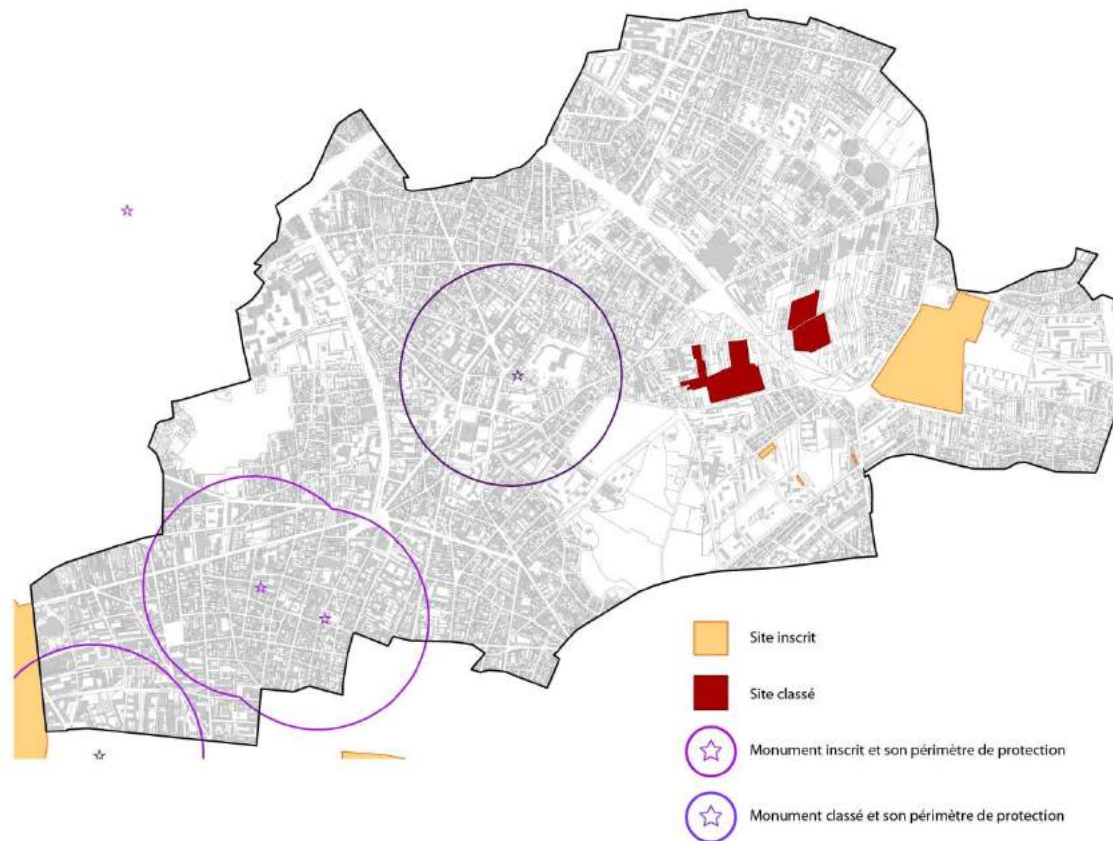 Site inscrit
Site classé
Monument inscrit et son périmètre de protection
Monument classé et son périmètre de protection